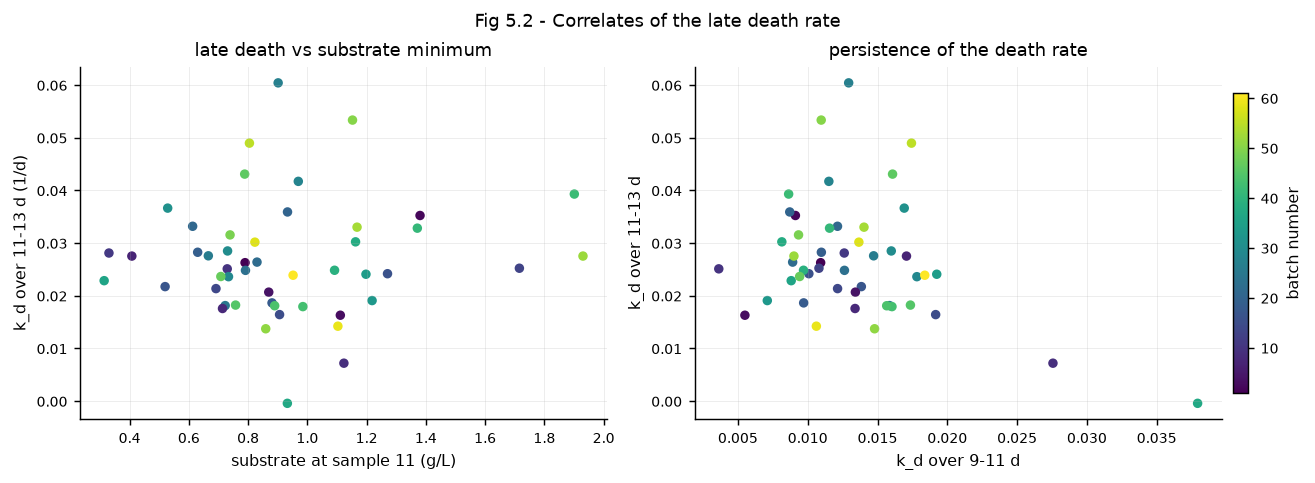 Fig 5.2 - Correlates of the late death rate
late death vs substrate minimum
k_d over 11-13 d (1/d)
0.06
0.05
0.04
0.03
0.02
0.01
0.00
0.4 0.6 0.8 1.0 1.2 1.4 1.6 1.8 2.0
substrate at sample 11 (g/L)
persistence of the death rate
k_d over 11-13 d
0.06
0.05
0.04
0.03
0.02
0.01
0.00
0.005 0.010 0.015 0.020 0.025 0.030 0.035
k_d over 9-11 d
60
50
40
30
20
10
batch number